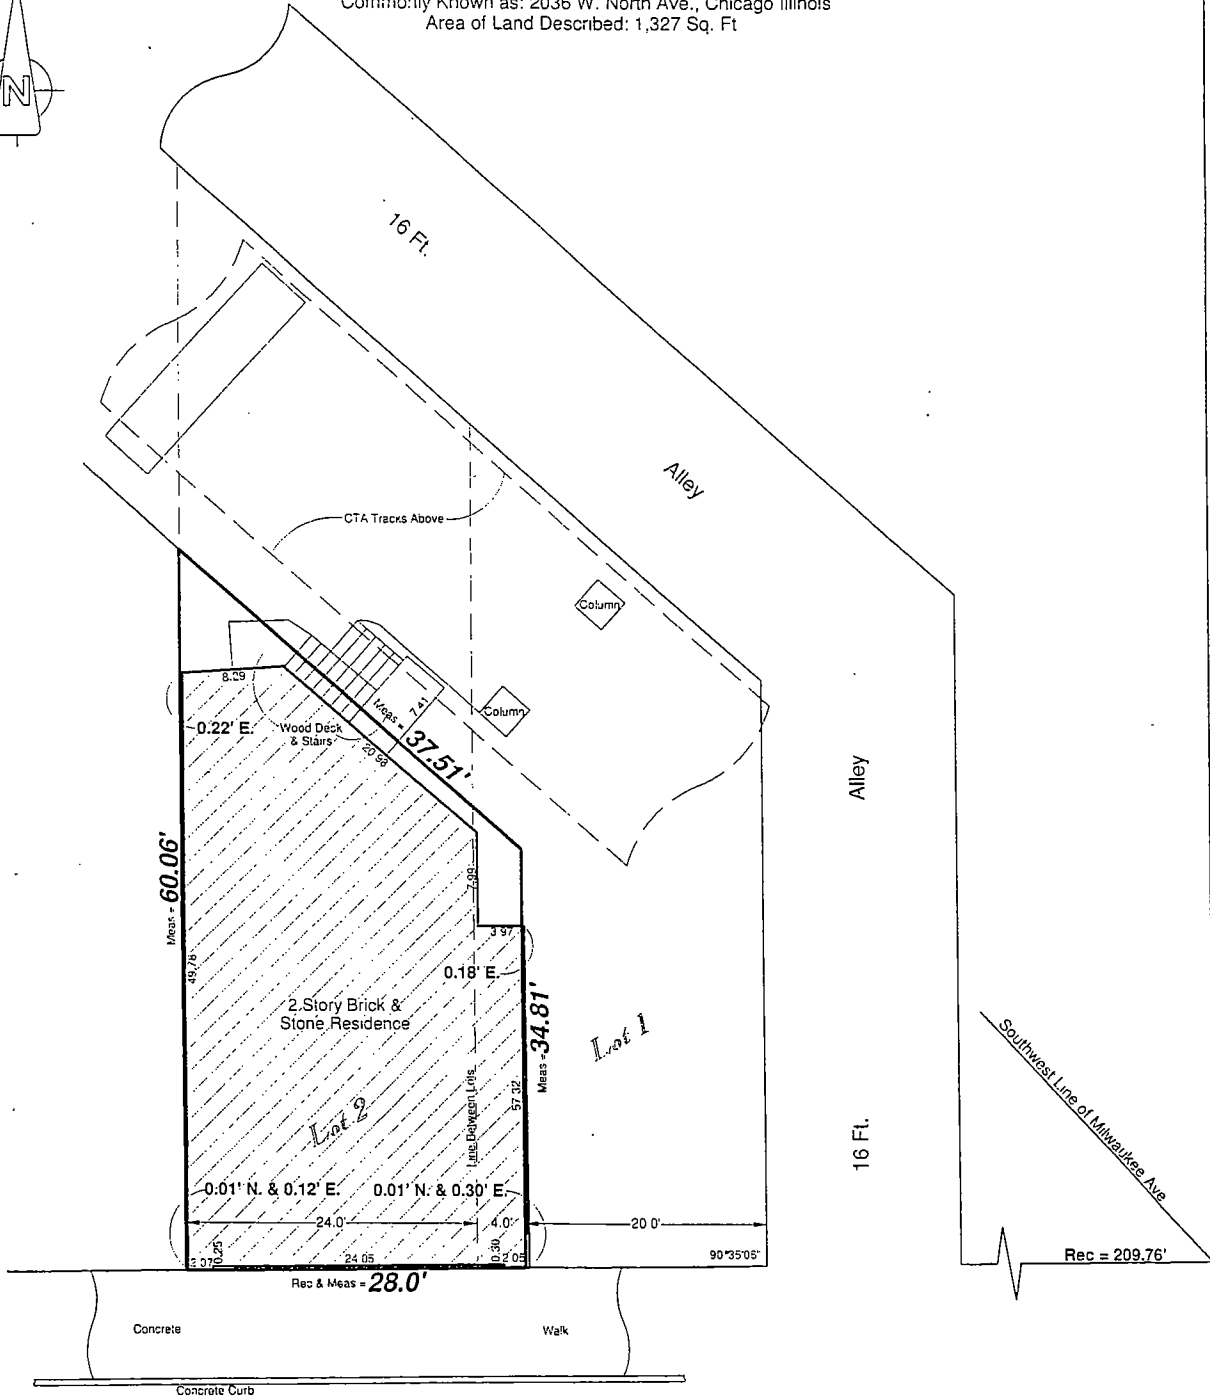 Commonly Known as: 2036 W. North Ave., Chicago Illinois
Area of Land Described: 1,327 Sq. Ft
N
16 Ft.
Alley
CTA Tracks Above
Column
Column
8.29
0.22' E.
Wood Deck
& Stairs
20.98
7.41
Meas = 37.51'
Meas = 60.06'
49.78
7.99
3.97
0.18' E.
Meas = 34.81'
57.32
2 Story Brick &
Stone Residence
Line Between Lots
Lot 2
Lot 1
Alley
16 Ft.
Southwest Line of Milwaukee Ave
0.01' N. & 0.12' E.
0.01' N. & 0.30' E.
24.0'
4.0'
20.0'
0.25
24.05
0.30
2.05
90°35'06"
Rec = 209.76'
Rec & Meas = 28.0'
Concrete
Walk
Concrete Curb